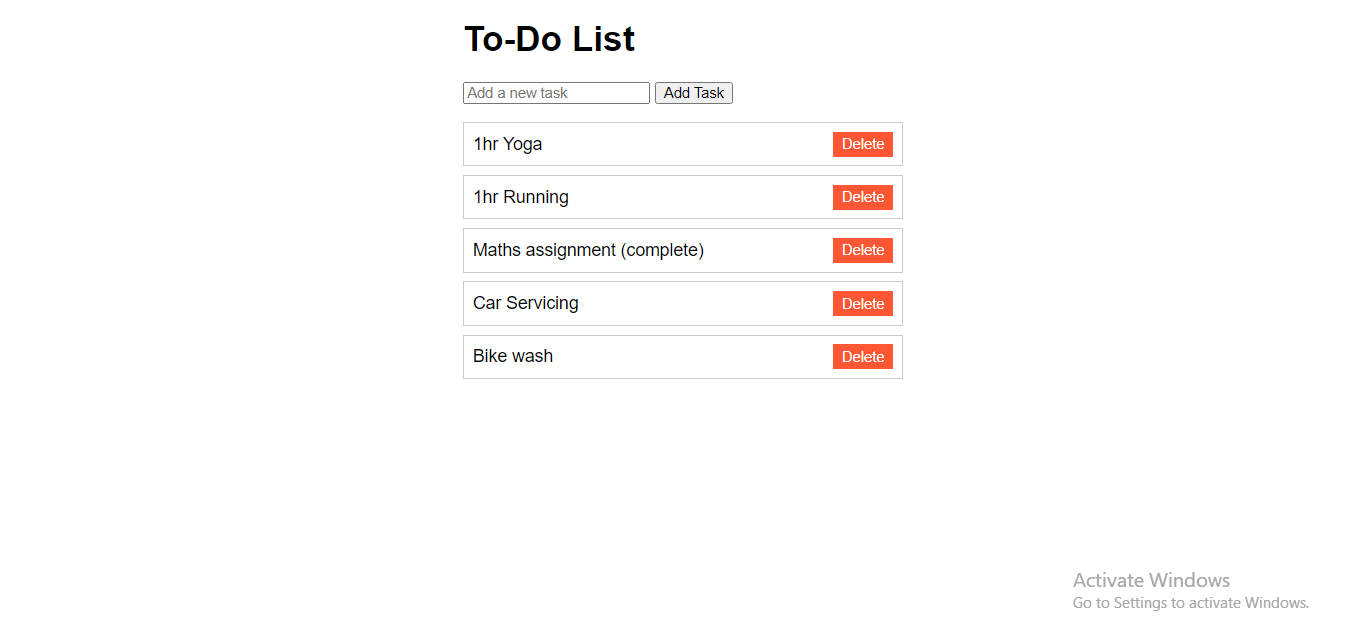 To-Do List
Add a new task Add Task
1hr Yoga Delete
1hr Running Delete
Maths assignment (complete) Delete
Car Servicing Delete
Bike wash Delete
Activate Windows
Go to Settings to activate Windows.